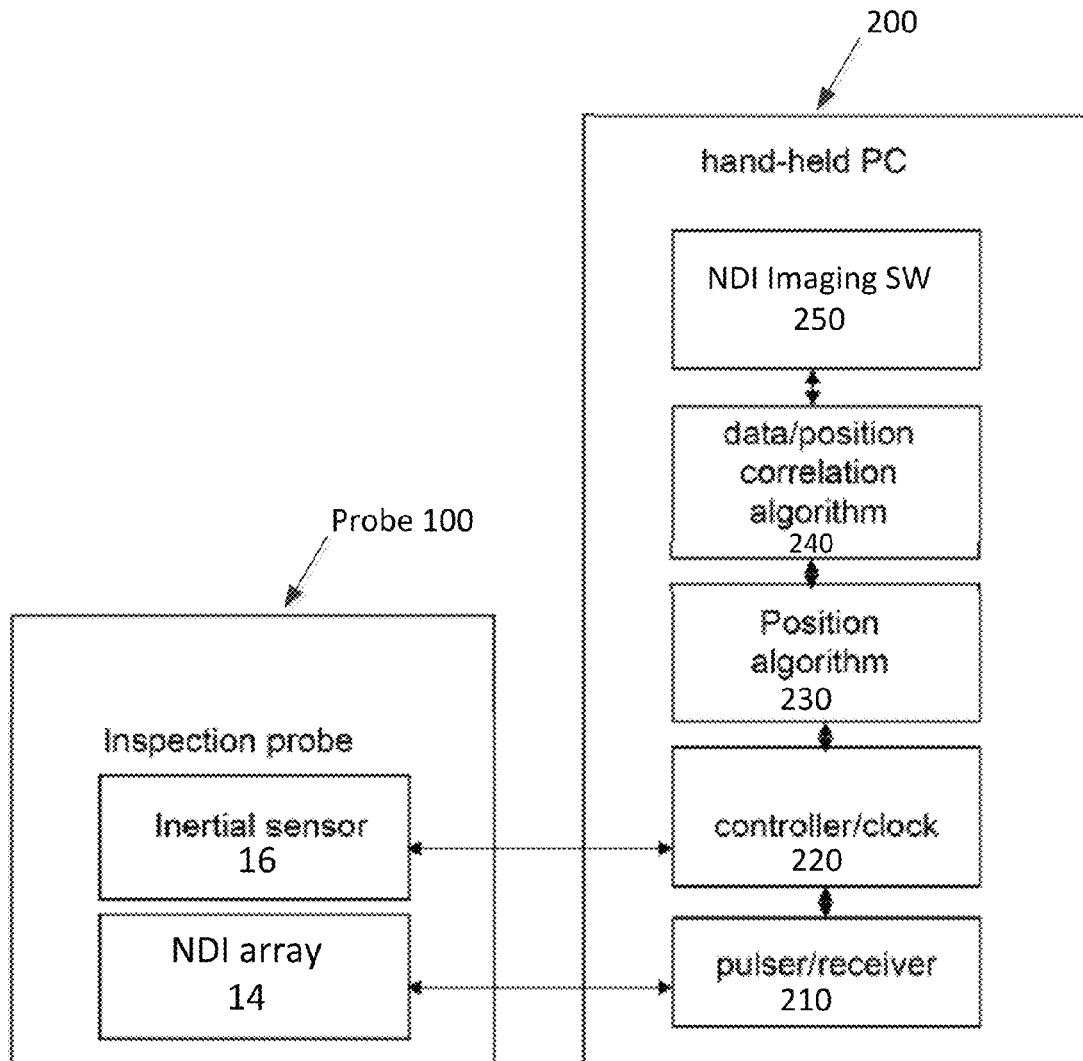 200
hand-held PC
NDI Imaging SW
250
data/position
correlation
algorithm
240
Probe 100
Position
algorithm
230
Inspection probe
Inertial sensor
16
controller/clock
220
NDI array
14
pulser/receiver
210